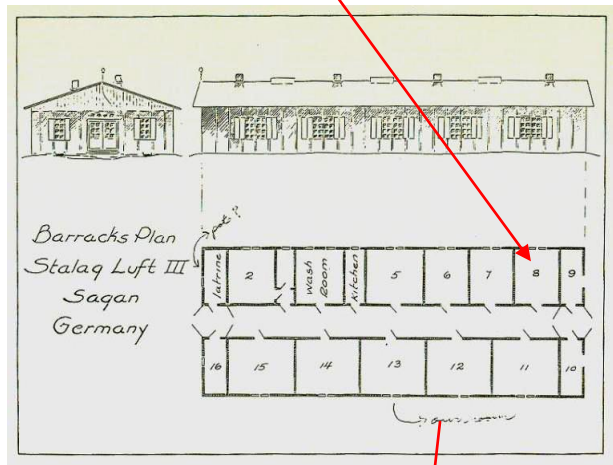 Barracks Plan
Stalag Luft III
Sagan
Germany
latrine
2
Wash
Room
Kitchen
5
6
7
8
9
16
15
14
13
12
11
10